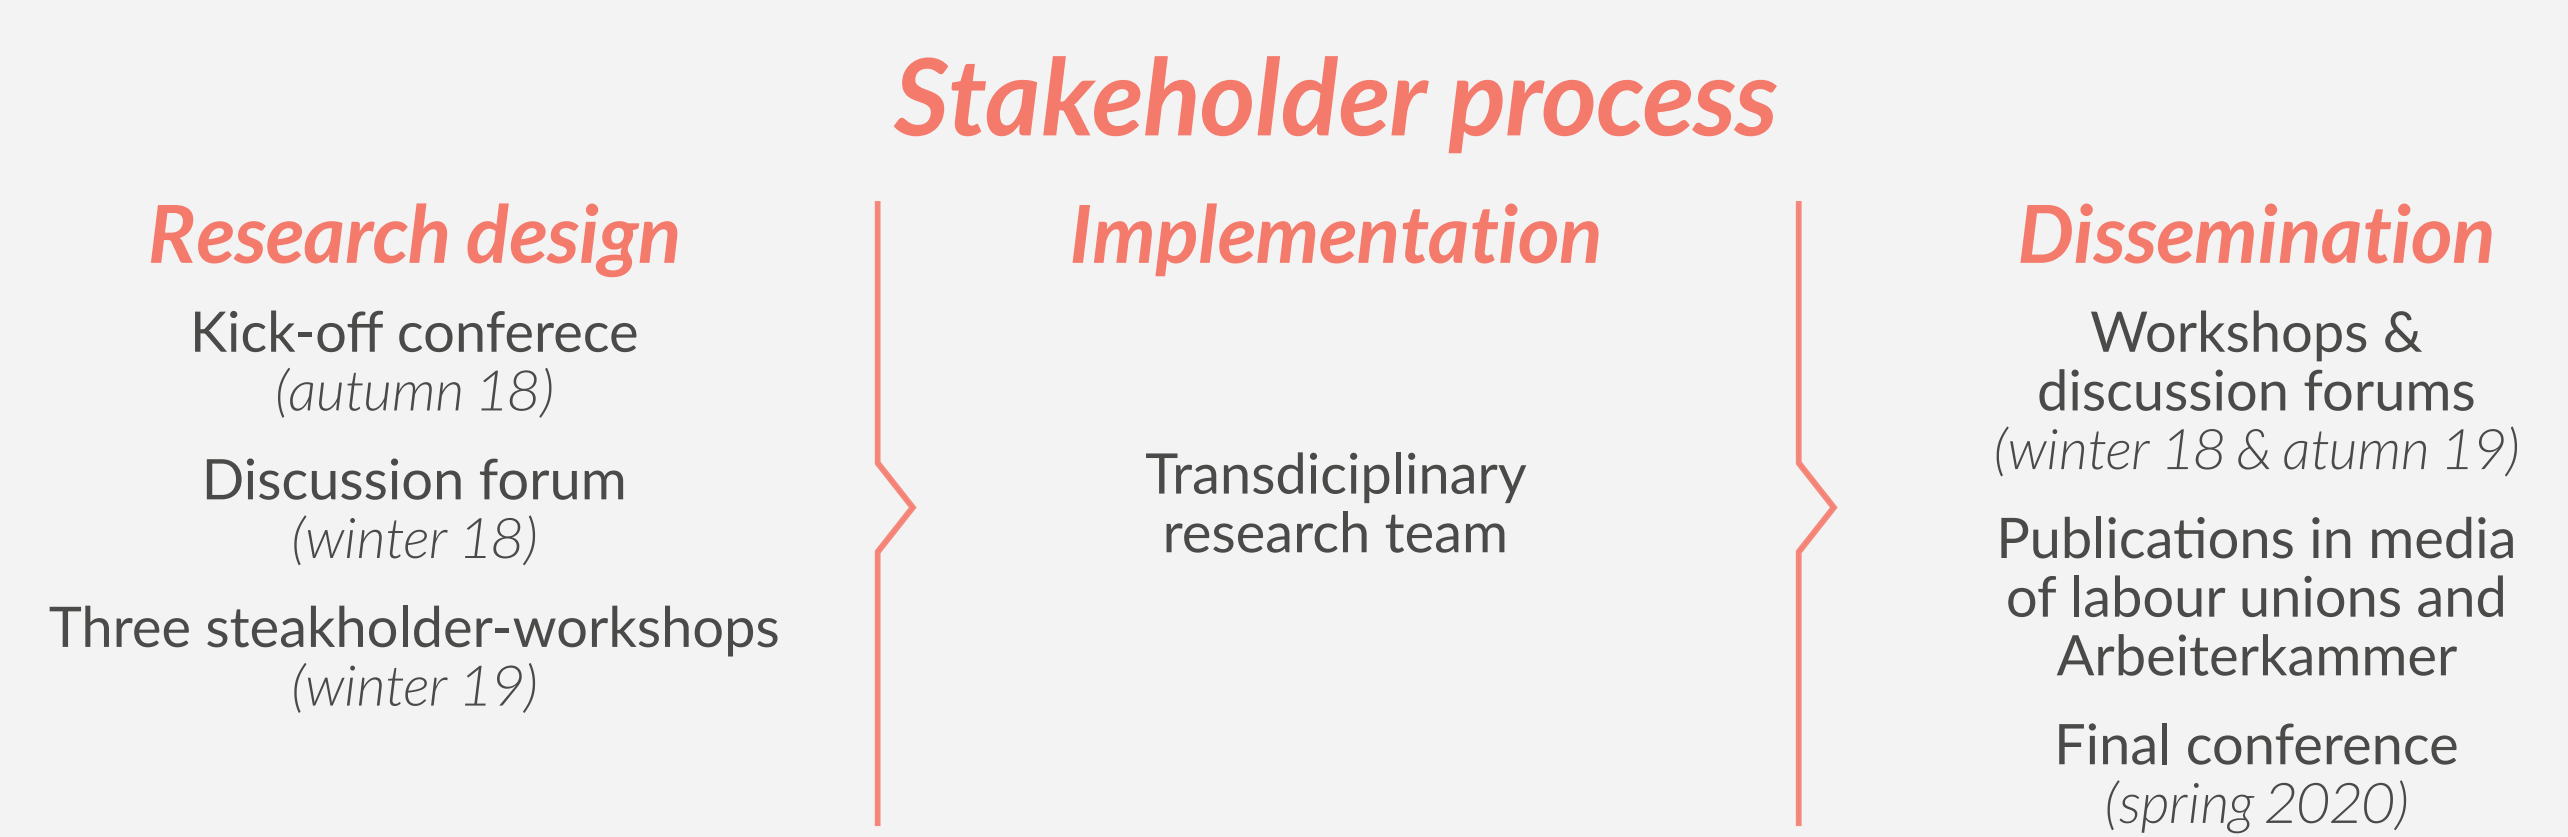 Stakeholder process
Research design
Kick-off conferece
(autumn 18)
Discussion forum
(winter 18)
Three steakholder-workshops
(winter 19)
Implementation
Transdiciplinary
research team
Dissemination
Workshops &
discussion forums
(winter 18 & atumn 19)
Publications in media
of labour unions and
Arbeiterkammer
Final conference
(spring 2020)